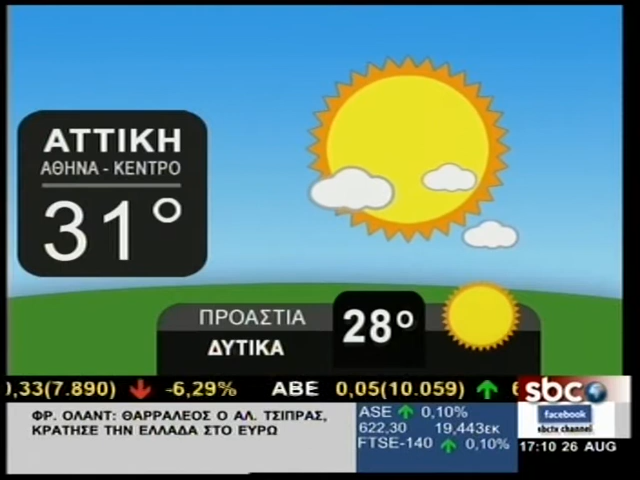 ΑΤΤΙΚΗ
ΑΘΗΝΑ - ΚΕΝΤΡΟ
31°
ΠΡΟΑΣΤΙΑ
ΔΥΤΙΚΑ
28°
0,33(7.890) -6,29% ΑΒΕ 0,05(10.059)
sbc
ΦΡ. ΟΛΑΝΤ: ΘΑΡΡΑΛΕΟΣ Ο ΑΛ. ΤΣΙΠΡΑΣ,
ΚΡΑΤΗΣΕ ΤΗΝ ΕΛΛΑΔΑ ΣΤΟ ΕΥΡΩ
ASE 0,10%
622,30 19,443εκ
FTSE-140 0,10%
facebook
sbctv channel
17:10 26 AUG